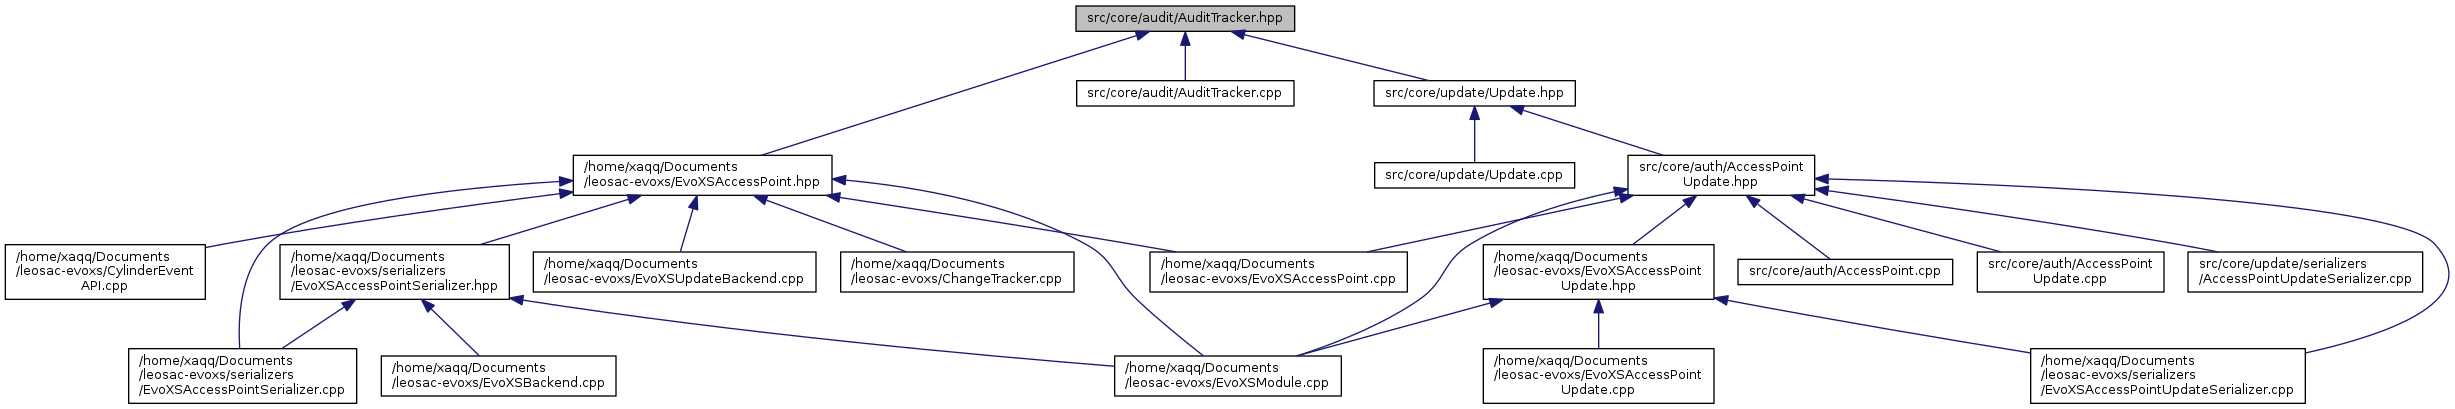 src/core/audit/AuditTracker.hpp
src/core/audit/AuditTracker.cpp
src/core/update/Update.hpp
/home/xaqq/Documents
/leosac-evoxs/EvoXSAccessPoint.hpp
src/core/update/Update.cpp
src/core/auth/AccessPoint
Update.hpp
/home/xaqq/Documents
/leosac-evoxs/CylinderEvent
API.cpp
/home/xaqq/Documents
/leosac-evoxs/serializers
/EvoXSAccessPointSerializer.hpp
/home/xaqq/Documents
/leosac-evoxs/EvoXSUpdateBackend.cpp
/home/xaqq/Documents
/leosac-evoxs/ChangeTracker.cpp
/home/xaqq/Documents
/leosac-evoxs/EvoXSAccessPoint.cpp
/home/xaqq/Documents
/leosac-evoxs/EvoXSAccessPoint
Update.hpp
src/core/auth/AccessPoint.cpp
src/core/auth/AccessPoint
Update.cpp
src/core/update/serializers
/AccessPointUpdateSerializer.cpp
/home/xaqq/Documents
/leosac-evoxs/serializers
/EvoXSAccessPointSerializer.cpp
/home/xaqq/Documents
/leosac-evoxs/EvoXSBackend.cpp
/home/xaqq/Documents
/leosac-evoxs/EvoXSModule.cpp
/home/xaqq/Documents
/leosac-evoxs/EvoXSAccessPoint
Update.cpp
/home/xaqq/Documents
/leosac-evoxs/serializers
/EvoXSAccessPointUpdateSerializer.cpp